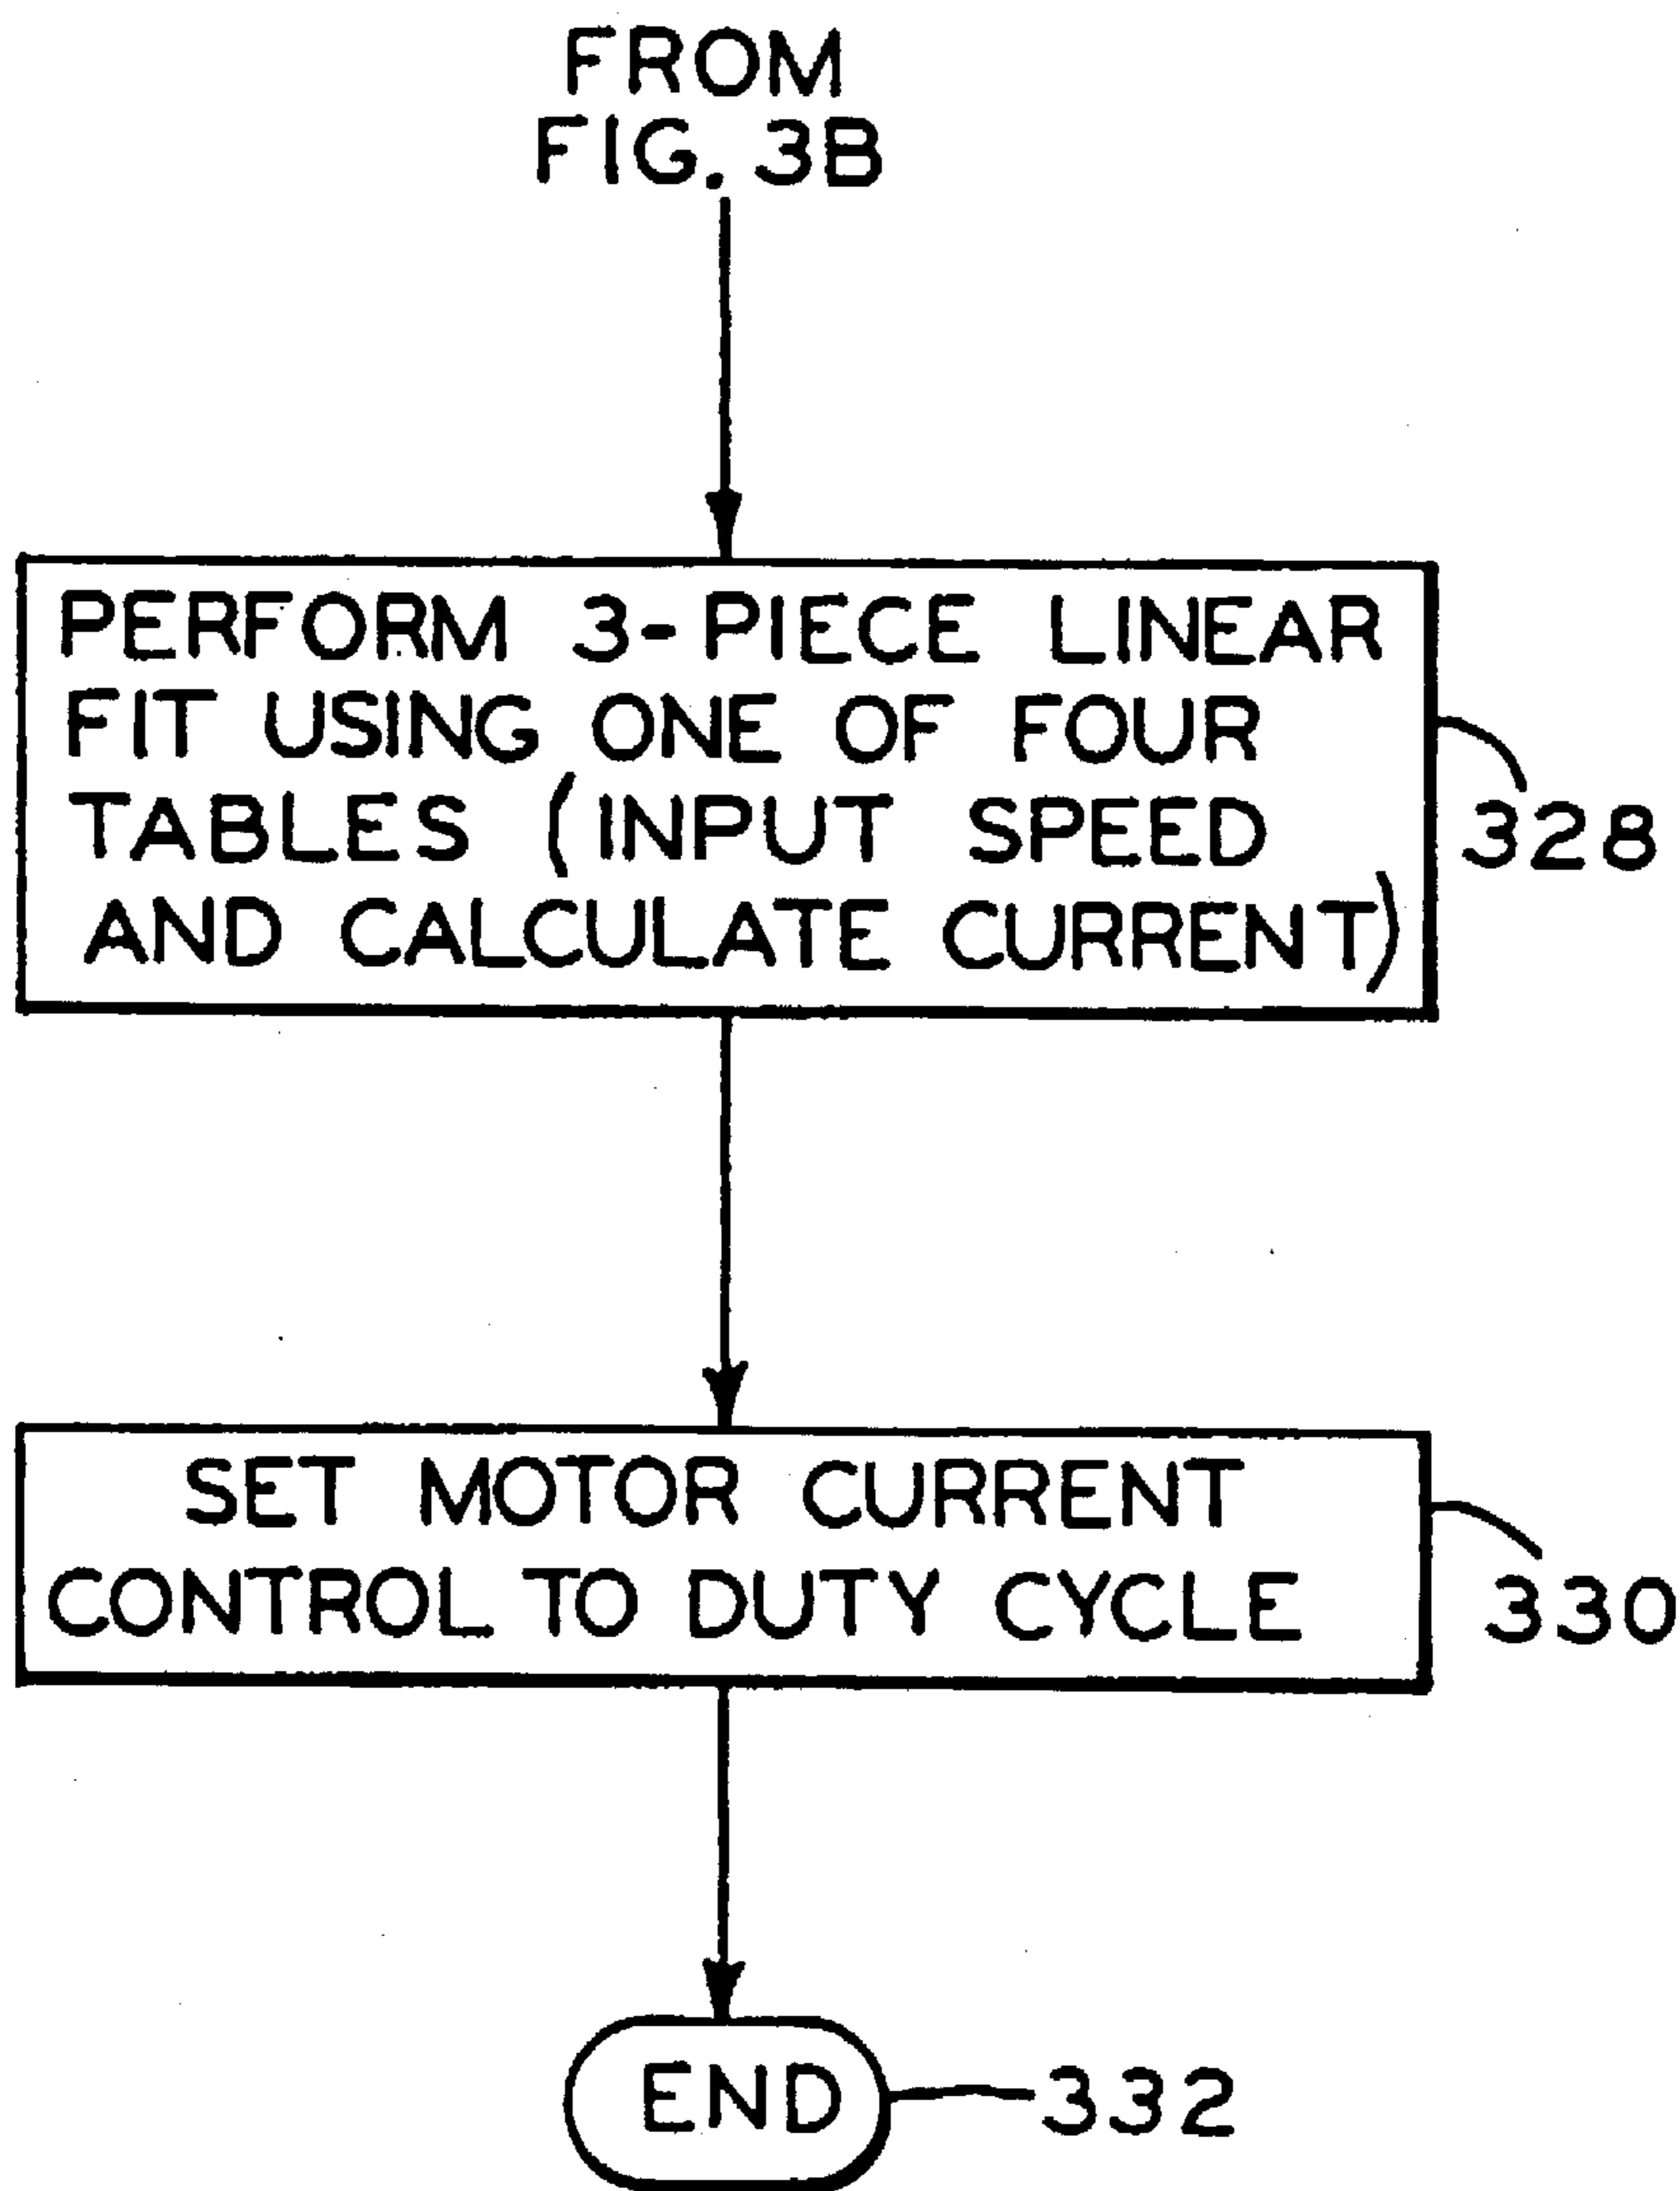 FROM
FIG. 3B
PERFORM 3-PIECE LINEAR
FIT USING ONE OF FOUR
TABLES (INPUT SPEED
AND CALCULATE CURRENT)
328
SET MOTOR CURRENT
CONTROL TO DUTY CYCLE
330
END
332